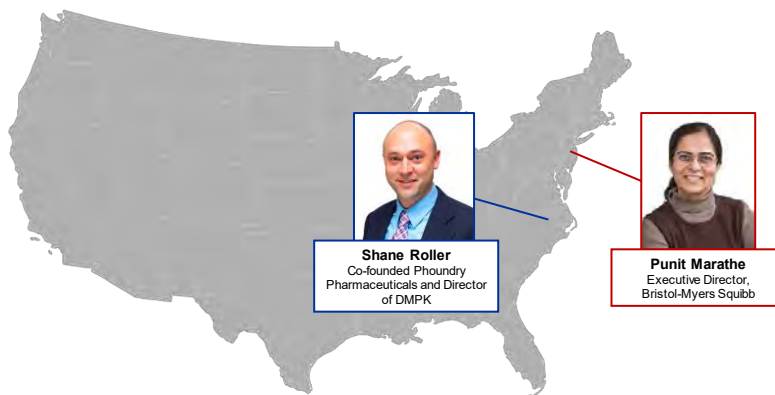 Shane Roller
Co-founded Phoundry
Pharmaceuticals and Director
of DMPK
Punit Marathe
Executive Director,
Bristol-Myers Squibb